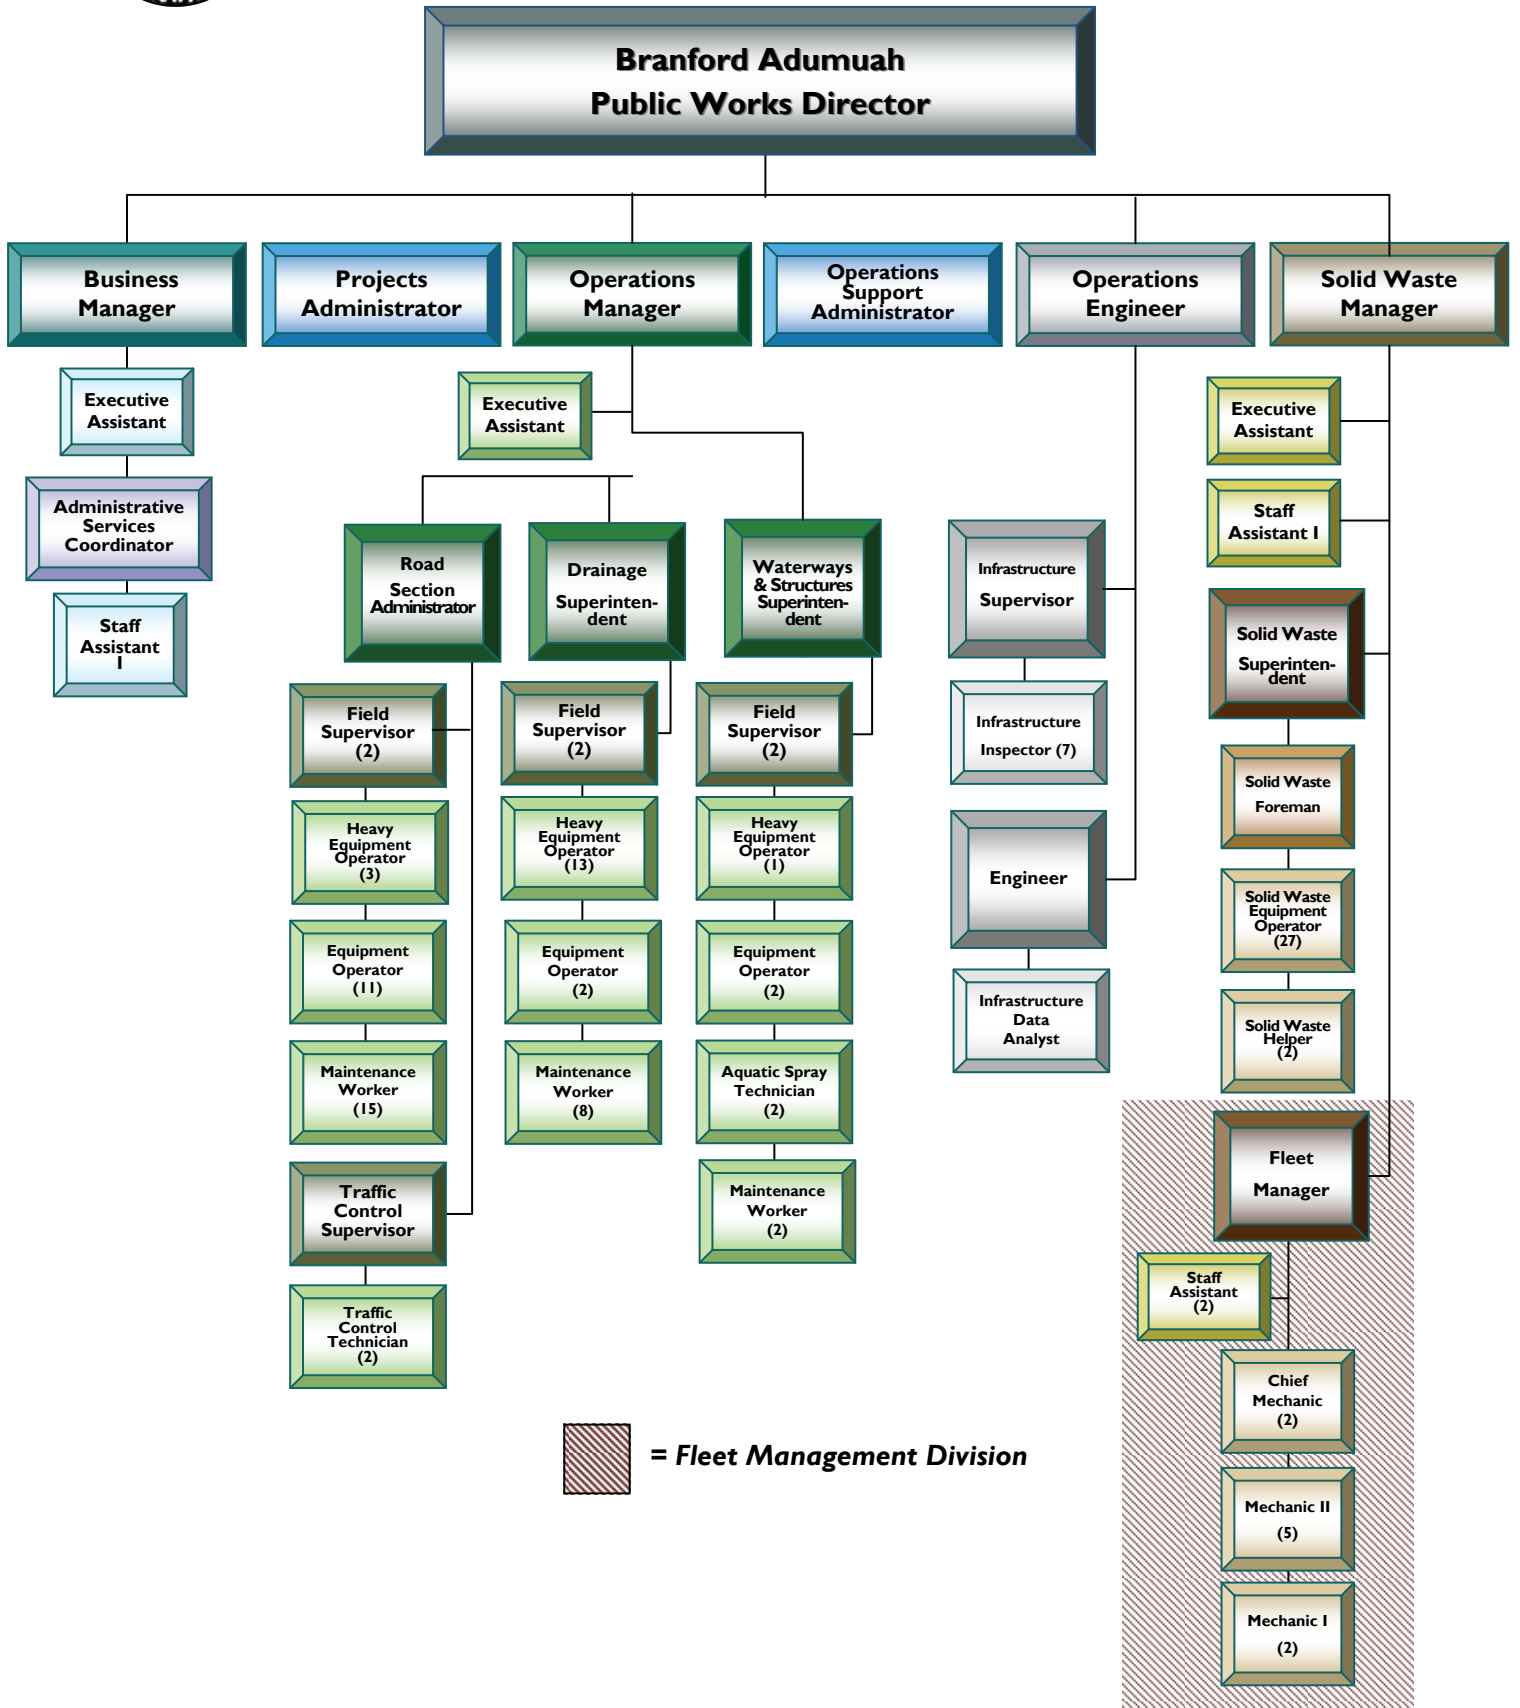 Branford Adumuah
Public Works Director
Business
Manager
Projects
Administrator
Operations
Manager
Operations
Support
Administrator
Operations
Engineer
Solid Waste
Manager
Executive
Assistant
Administrative
Services
Coordinator
Staff
Assistant
I
Executive
Assistant
Road
Section
Administrator
Field
Supervisor
(2)
Heavy
Equipment
Operator
(3)
Equipment
Operator
(11)
Maintenance
Worker
(15)
Traffic
Control
Supervisor
Traffic
Control
Technician
(2)
Drainage
Superinten-
dent
Field
Supervisor
(2)
Heavy
Equipment
Operator
(13)
Equipment
Operator
(2)
Maintenance
Worker
(8)
Waterways
& Structures
Superinten-
dent
Field
Supervisor
(2)
Heavy
Equipment
Operator
(1)
Equipment
Operator
(2)
Aquatic Spray
Technician
(2)
Maintenance
Worker
(2)
Infrastructure
Supervisor
Infrastructure
Inspector (7)
Engineer
Infrastructure
Data
Analyst
Executive
Assistant
Staff
Assistant I
Solid Waste
Superinten-
dent
Solid Waste
Foreman
Solid Waste
Equipment
Operator
(27)
Solid Waste
Helper
(2)
Fleet
Manager
Staff
Assistant
(2)
Chief
Mechanic
(2)
Mechanic II
(5)
Mechanic I
(2)
= Fleet Management Division